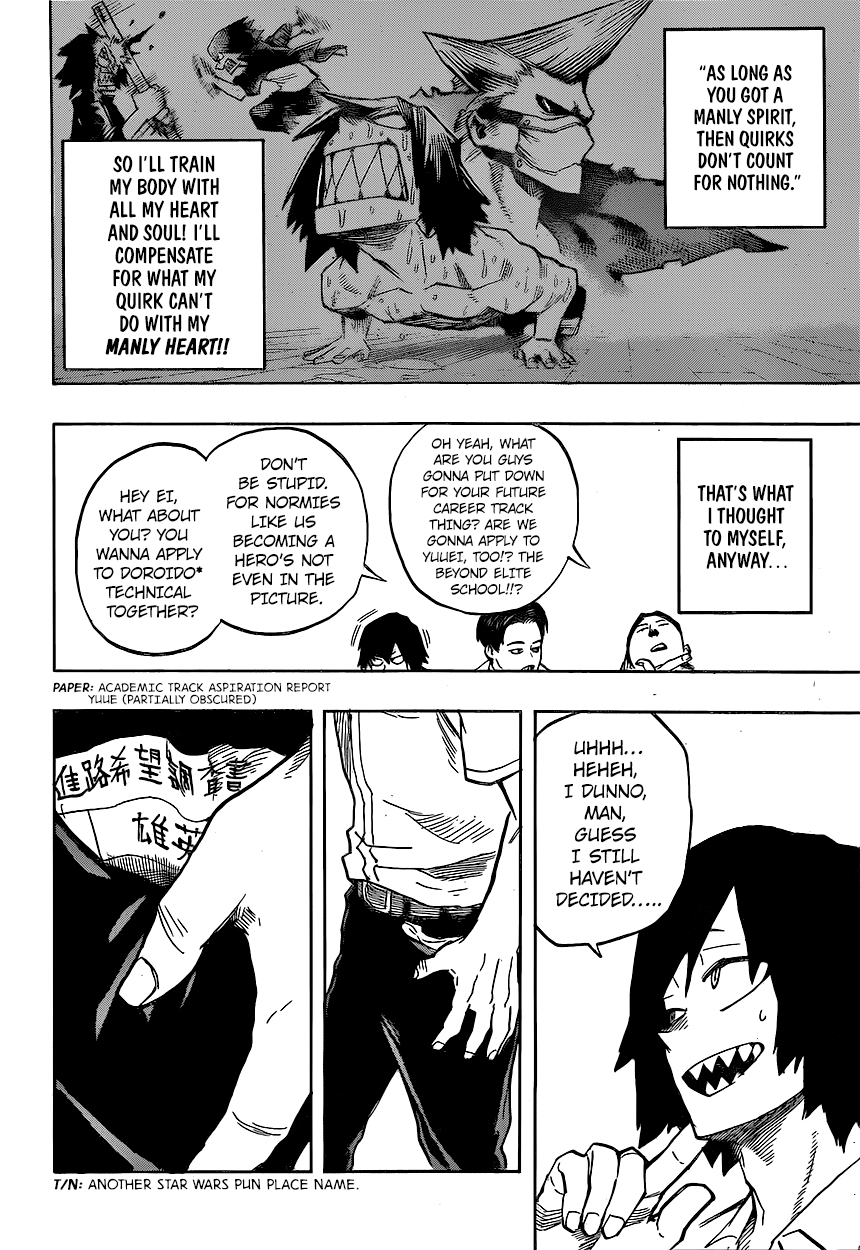 "AS LONG AS
YOU GOT A
MANLY SPIRIT,
THEN QUIRKS
DON'T COUNT
FOR NOTHING."
SO I'LL TRAIN
MY BODY WITH
ALL MY HEART
AND SOUL! I'LL
COMPENSATE
FOR WHAT MY
QUIRK CAN'T
DO WITH MY
MANLY HEART!!
THAT'S WHAT
I THOUGHT
TO MYSELF,
ANYWAY...
OH YEAH, WHAT
ARE YOU GUYS
GONNA PUT DOWN
FOR YOUR FUTURE
CAREER TRACK
THING? ARE WE
GONNA APPLY TO
YUUEI, TOO!? THE
BEYOND ELITE
SCHOOL!!?
DON'T
BE STUPID.
FOR NORMIES
LIKE US
BECOMING A
HERO'S NOT
EVEN IN THE
PICTURE.
HEY EI,
WHAT ABOUT
YOU? YOU
WANNA APPLY
TO DOROIDO*
TECHNICAL
TOGETHER?
PAPER: ACADEMIC TRACK ASPIRATION REPORT
YUUE (PARTIALLY OBSCURED)
UHHH...
HEHEH,
I DUNNO,
MAN,
GUESS
I STILL
HAVEN'T
DECIDED.....
進路希望調査書
雄英
T/N: ANOTHER STAR WARS PUN PLACE NAME.